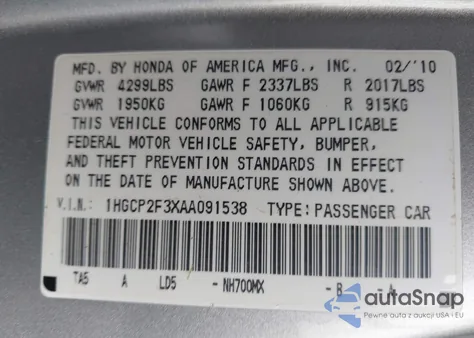 MFD. BY HONDA OF AMERICA MFG., INC. 02/'10
GVWR 4299LBS GAWR F 2337LBS R 2017LBS
GVWR 1950KG GAWR F 1060KG R 915KG
THIS VEHICLE CONFORMS TO ALL APPLICABLE
FEDERAL MOTOR VEHICLE SAFETY, BUMPER,
AND THEFT PREVENTION STANDARDS IN EFFECT
ON THE DATE OF MANUFACTURE SHOWN ABOVE.
V.I.N.: 1HGCP2F3XAA091538 TYPE: PASSENGER CAR
TA5 A LD5 - NH700MX - B - A
autoSnap
Pewne auta z aukcji USA i EU